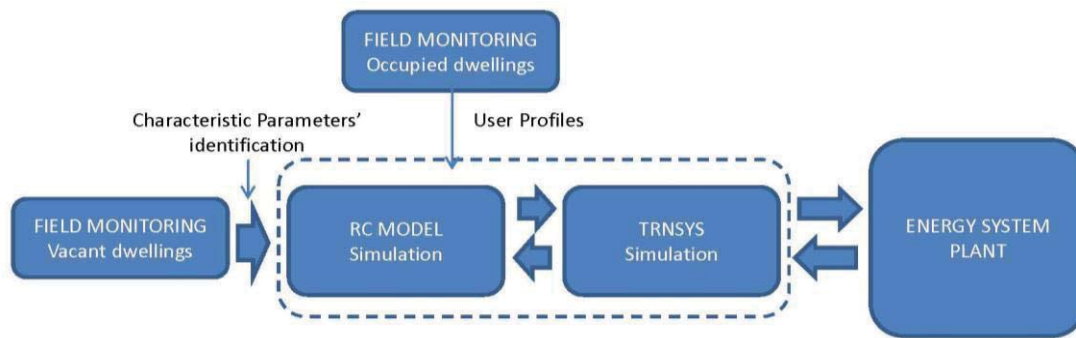 FIELD MONITORING
Occupied dwellings
Characteristic Parameters'
identification
User Profiles
FIELD MONITORING
Vacant dwellings
RC MODEL
Simulation
TRNSYS
Simulation
ENERGY SYSTEM
PLANT